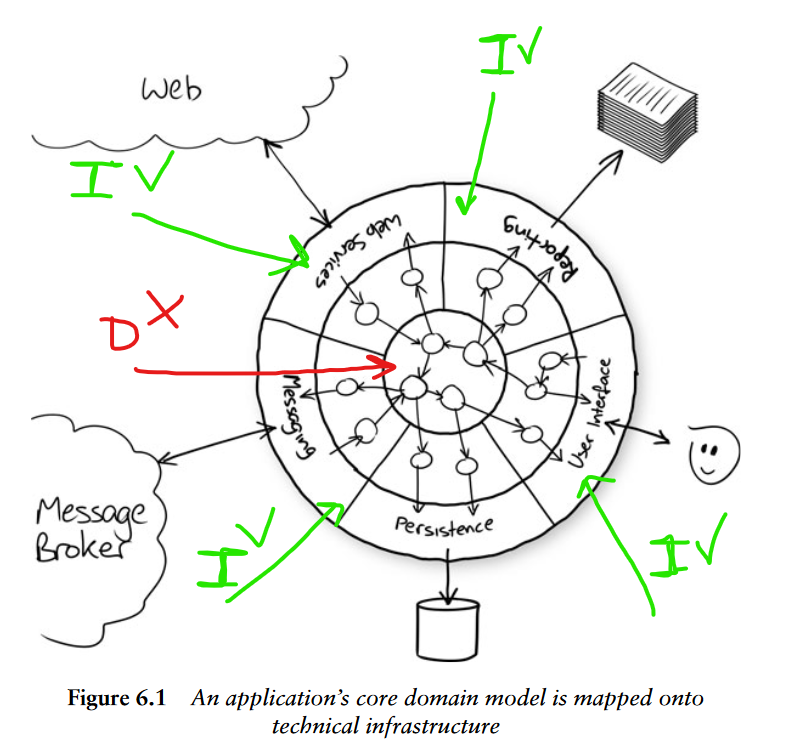 I√
Web
I√
Web Services
Reporting
D X
Messaging
User Interface
Message
Broker
Persistence
I√
I√
Figure 6.1 An application's core domain model is mapped onto
technical infrastructure